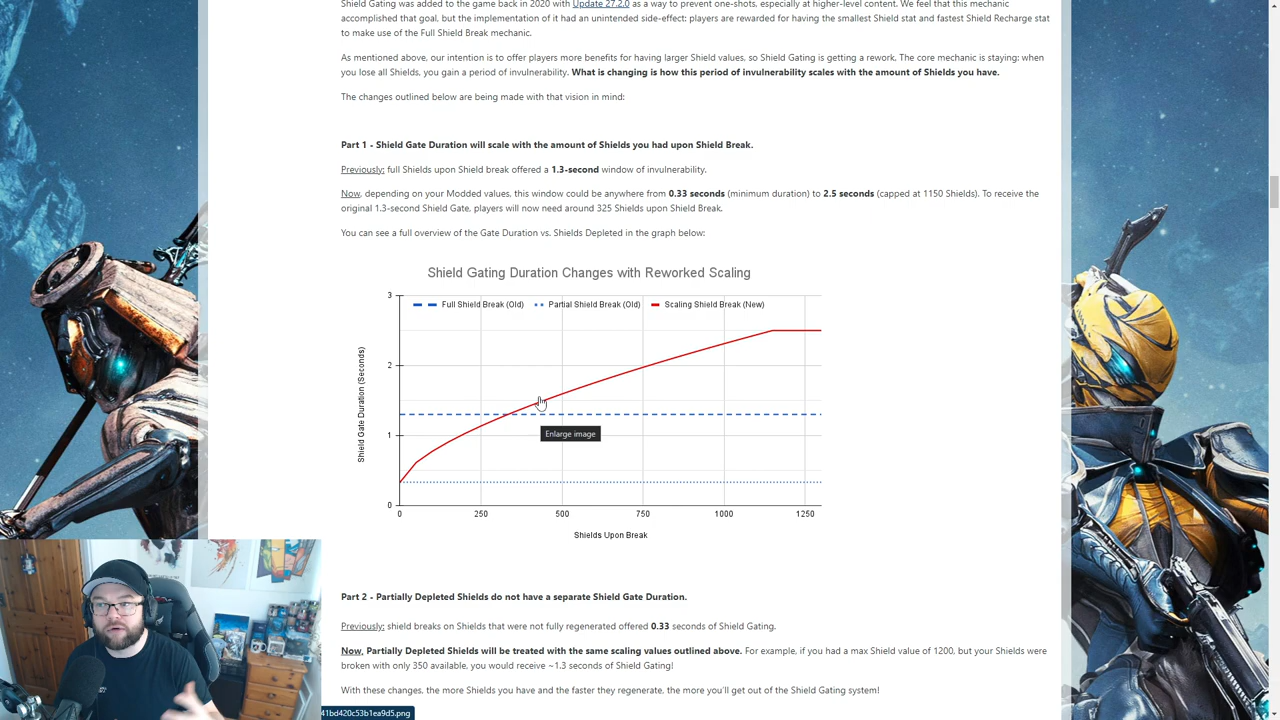 Shield Gating was added to the game back in 2020 with Update 27.2.0 as a way to prevent one-shots, especially at higher-level content. We feel that this mechanic
accomplished that goal, but the implementation of it had an unintended side-effect: players are rewarded for having the smallest Shield stat and fastest Shield Recharge stat
to make use of the Full Shield Break mechanic.
As mentioned above, our intention is to offer players more benefits for having larger Shield values, so Shield Gating is getting a rework. The core mechanic is staying: when
you lose all Shields, you gain a period of invulnerability. What is changing is how this period of invulnerability scales with the amount of Shields you have.
The changes outlined below are being made with that vision in mind:
Part 1 - Shield Gate Duration will scale with the amount of Shields you had upon Shield Break.
Previously: full Shields upon Shield break offered a 1.3-second window of invulnerability.
Now, depending on your Modded values, this window could be anywhere from 0.33 seconds (minimum duration) to 2.5 seconds (capped at 1150 Shields). To receive the
original 1.3-second Shield Gate, players will now need around 325 Shields upon Shield Break.
You can see a full overview of the Gate Duration vs. Shields Depleted in the graph below:
Shield Gating Duration Changes with Reworked Scaling
Full Shield Break (Old) Partial Shield Break (Old) Scaling Shield Break (New)
3
2
1
0
Shield Gate Duration (Seconds)
Enlarge image
0 250 500 750 1000 1250
Shields Upon Break
Part 2 - Partially Depleted Shields do not have a separate Shield Gate Duration.
Previously: shield breaks on Shields that were not fully regenerated offered 0.33 seconds of Shield Gating.
Now, Partially Depleted Shields will be treated with the same scaling values outlined above. For example, if you had a max Shield value of 1200, but your Shields were
broken with only 350 available, you would receive ~1.3 seconds of Shield Gating!
With these changes, the more Shields you have and the faster they regenerate, the more you'll get out of the Shield Gating system!
41bd420c53b1ea9d5.png